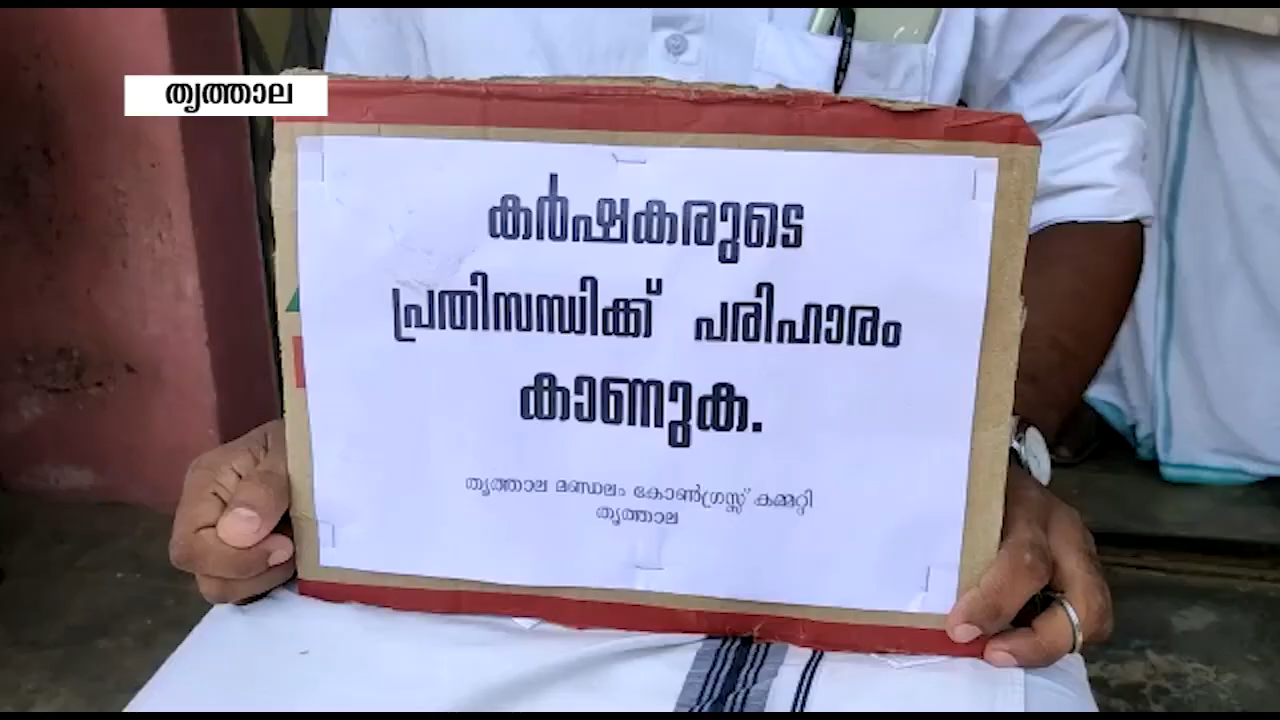 തൃത്താല
കർഷകരുടെ
പ്രതിസന്ധിക്ക് പരിഹാരം
കാണുക.
തൃത്താല മണ്ഡലം കോൺഗ്രസ്സ് കമ്മറ്റി
തൃത്താല